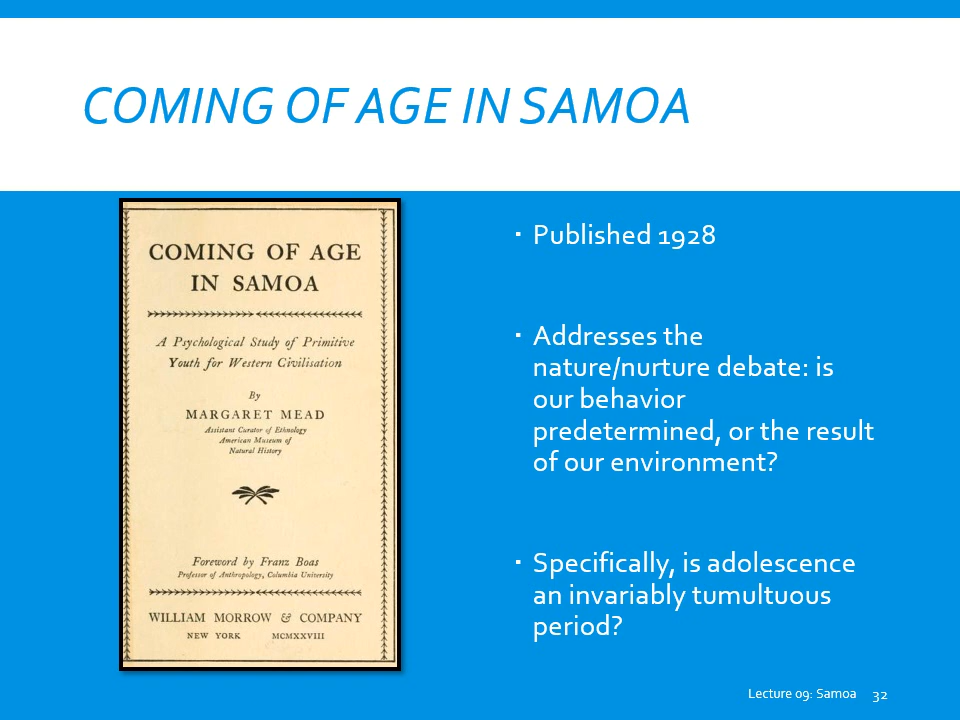 COMING OF AGE IN SAMOA
COMING OF AGE
IN SAMOA
A Psychological Study of Primitive
Youth for Western Civilisation
By
MARGARET MEAD
Assistant Curator of Ethnology
American Museum of
Natural History
Foreword by Franz Boas
Professor of Anthropology, Columbia University
WILLIAM MORROW & COMPANY
NEW YORK MCMXXVIII
▪ Published 1928
▪ Addresses the
nature/nurture debate: is
our behavior
predetermined, or the result
of our environment?
▪ Specifically, is adolescence
an invariably tumultuous
period?
Lecture 09: Samoa 32